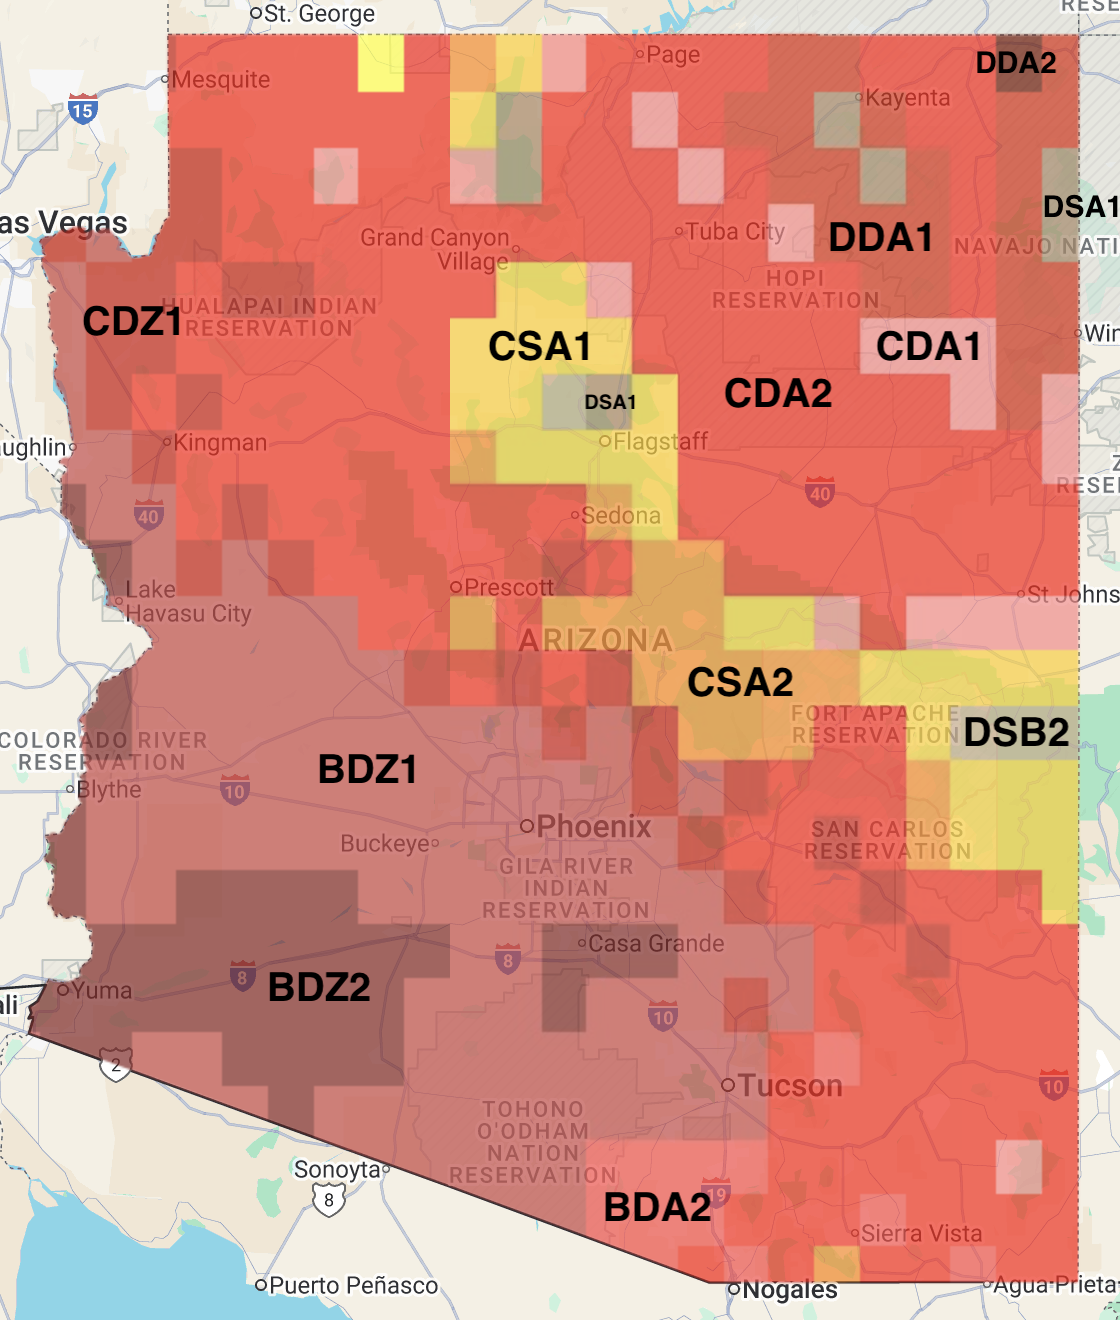 RESE
St. George
Page
DDA2
Mesquite
15
Kayenta
as Vegas
DSA1
Grand Canyon
Village
Tuba City
DDA1
NAVAJO NATI
HOPI
RESERVATION
CDZ1
HUALAPAI INDIAN
RESERVATION
CSA1
CDA1
Win
CDA2
DSA1
aughlin
Kingman
Flagstaff
Z
RESE
40
40
Sedona
Prescott
Lake
Havasu City
St Johns
ARIZONA
CSA2
FORT APACHE
RESERVATION
DSB2
COLORADO RIVER
RESERVATION
BDZ1
Blythe
10
Phoenix
SAN CARLOS
RESERVATION
Buckeye
GILA RIVER
INDIAN
RESERVATION
Casa Grande
8
8
BDZ2
Yuma
ali
10
2
Tucson
10
TOHONO
O'ODHAM
NATION
RESERVATION
Sonoyta
8
19
BDA2
Sierra Vista
Puerto Peñasco
Nogales
Agua Prieta